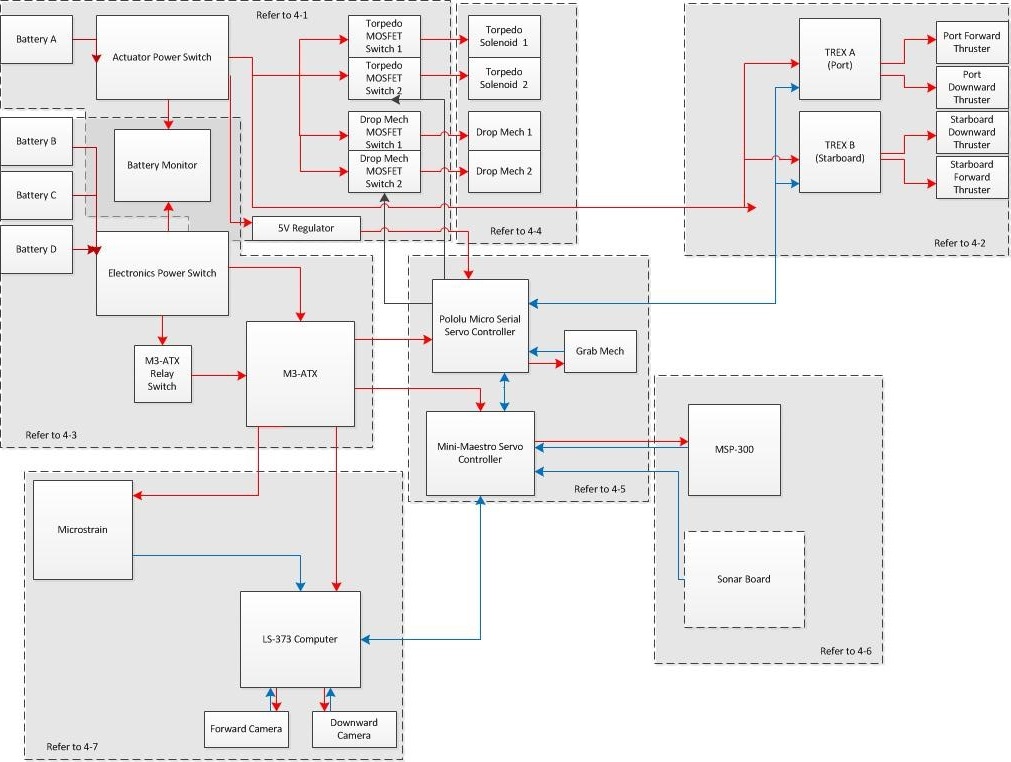 Refer to 4-1
Battery A
Actuator Power Switch
Torpedo
MOSFET
Switch 1
Torpedo
MOSFET
Switch 2
Torpedo
Solenoid 1
Torpedo
Solenoid 2
Drop Mech
MOSFET
Switch 1
Drop Mech
MOSFET
Switch 2
Drop Mech 1
Drop Mech 2
Refer to 4-4
TREX A
(Port)
TREX B
(Starboard)
Port Forward
Thruster
Port
Downward
Thruster
Starboard
Downward
Thruster
Starboard
Forward
Thruster
Refer to 4-2
Battery B
Battery C
Battery D
Battery Monitor
5V Regulator
Electronics Power Switch
M3-ATX
Relay
Switch
M3-ATX
Refer to 4-3
Pololu Micro Serial
Servo Controller
Grab Mech
Mini-Maestro Servo
Controller
Refer to 4-5
MSP-300
Sonar Board
Refer to 4-6
Microstrain
LS-373 Computer
Forward Camera
Downward
Camera
Refer to 4-7